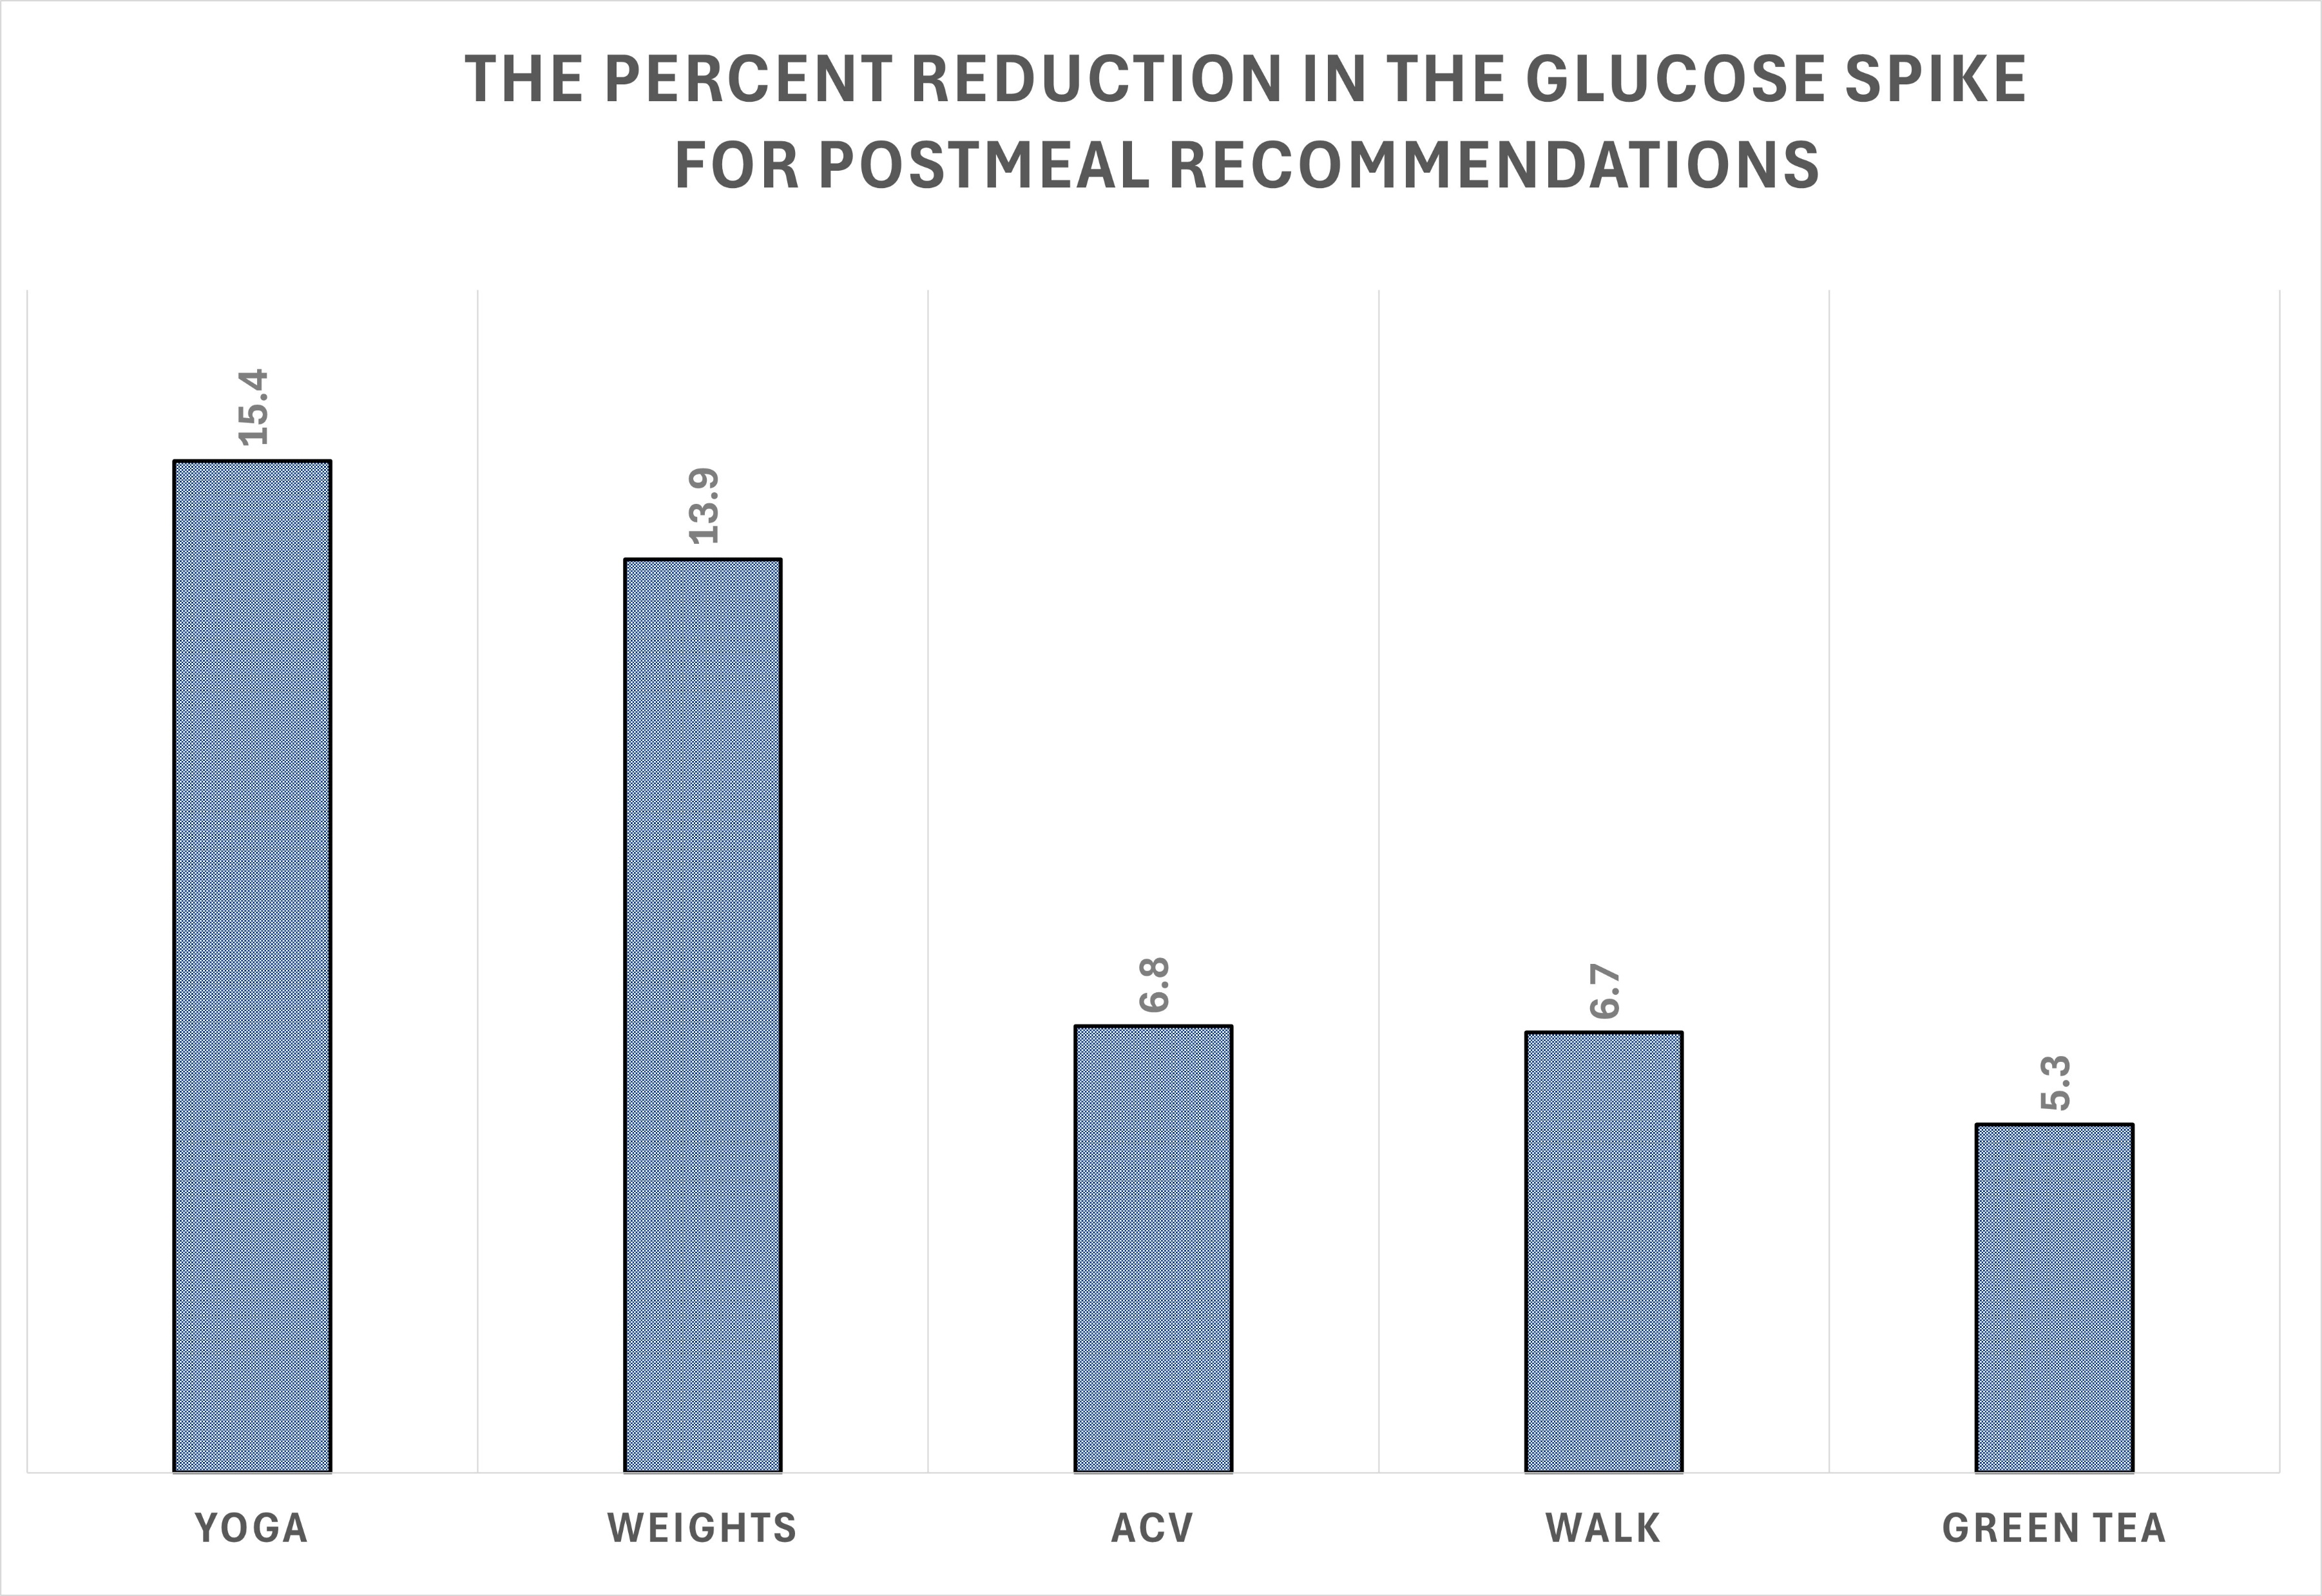 THE PERCENT REDUCTION IN THE GLUCOSE SPIKE
FOR POSTMEAL RECOMMENDATIONS
15.4
13.9
6.8
6.7
5.3
YOGA
WEIGHTS
ACV
WALK
GREEN TEA